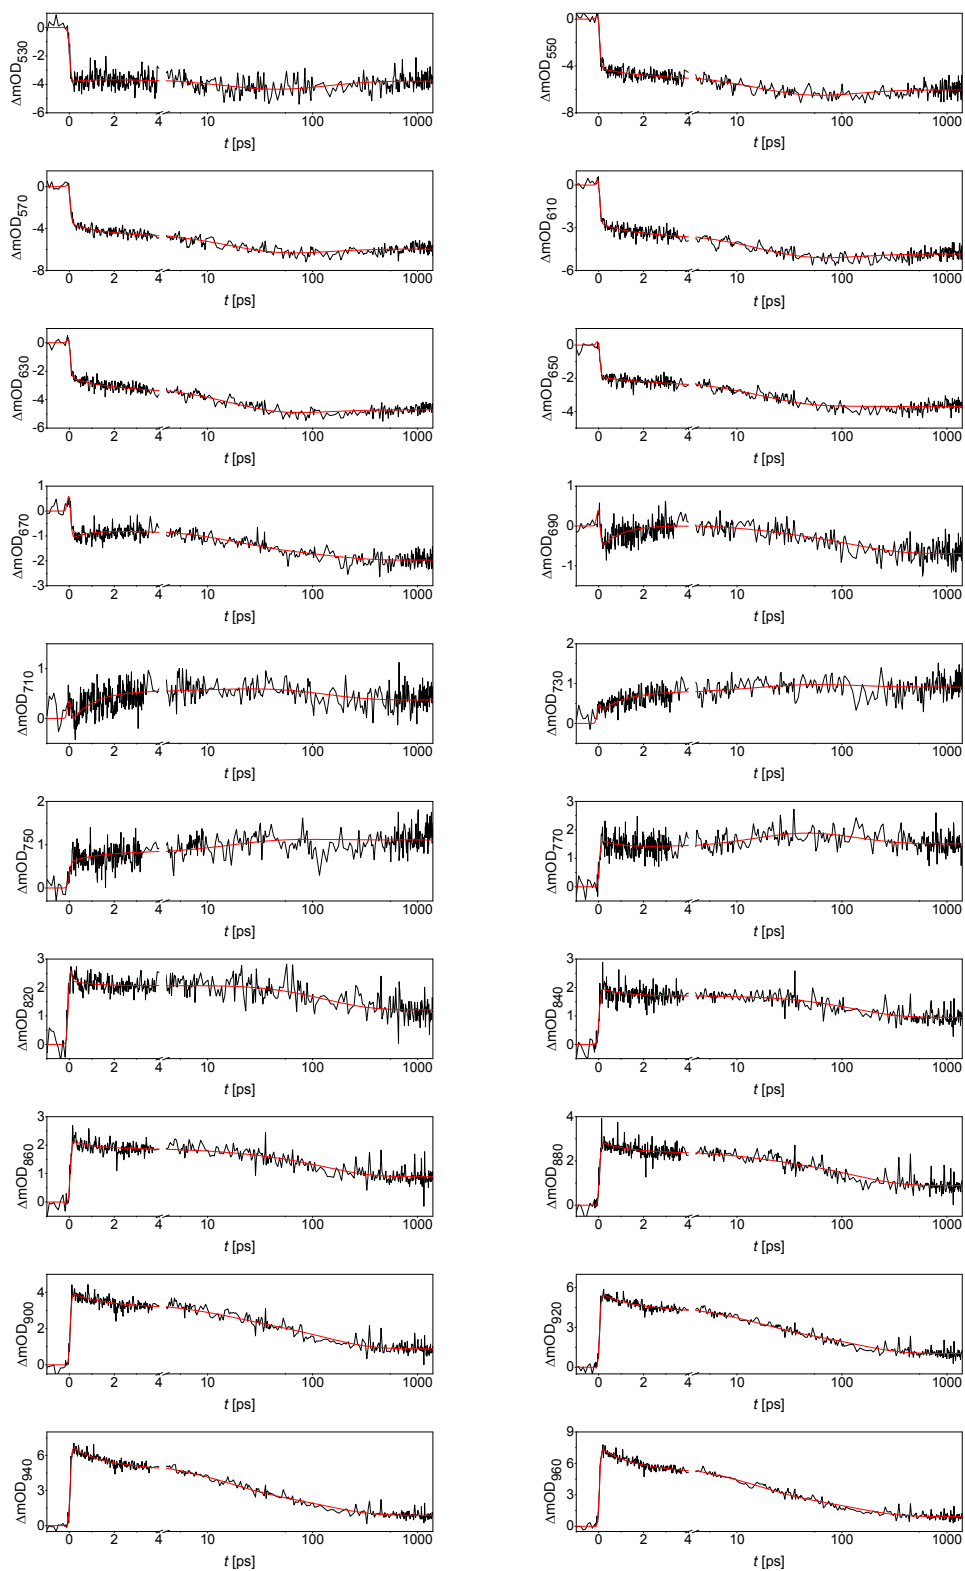 0
-2
-4
-6
ΔmOD530
0 2 4 10 100 1000
t [ps]
0
-4
-8
ΔmOD550
0 2 4 10 100 1000
t [ps]
0
-4
-8
ΔmOD570
0 2 4 10 100 1000
t [ps]
0
-3
-6
ΔmOD610
0 2 4 10 100 1000
t [ps]
0
-2
-4
-6
ΔmOD630
0 2 4 10 100 1000
t [ps]
0
-2
-4
ΔmOD650
0 2 4 10 100 1000
t [ps]
1
0
-1
-2
-3
ΔmOD670
0 2 4 10 100 1000
t [ps]
1
0
-1
ΔmOD690
0 2 4 10 100 1000
t [ps]
1
0
ΔmOD710
0 2 4 10 100 1000
t [ps]
2
1
0
ΔmOD730
0 2 4 10 100 1000
t [ps]
2
1
0
ΔmOD750
0 2 4 10 100 1000
t [ps]
3
2
1
0
ΔmOD770
0 2 4 10 100 1000
t [ps]
3
2
1
0
ΔmOD820
0 2 4 10 100 1000
t [ps]
3
2
1
0
ΔmOD840
0 2 4 10 100 1000
t [ps]
3
2
1
0
ΔmOD860
0 2 4 10 100 1000
t [ps]
4
2
0
ΔmOD880
0 2 4 10 100 1000
t [ps]
4
2
0
ΔmOD900
0 2 4 10 100 1000
t [ps]
6
3
0
ΔmOD920
0 2 4 10 100 1000
t [ps]
6
3
0
ΔmOD940
0 2 4 10 100 1000
t [ps]
9
6
3
0
ΔmOD960
0 2 4 10 100 1000
t [ps]